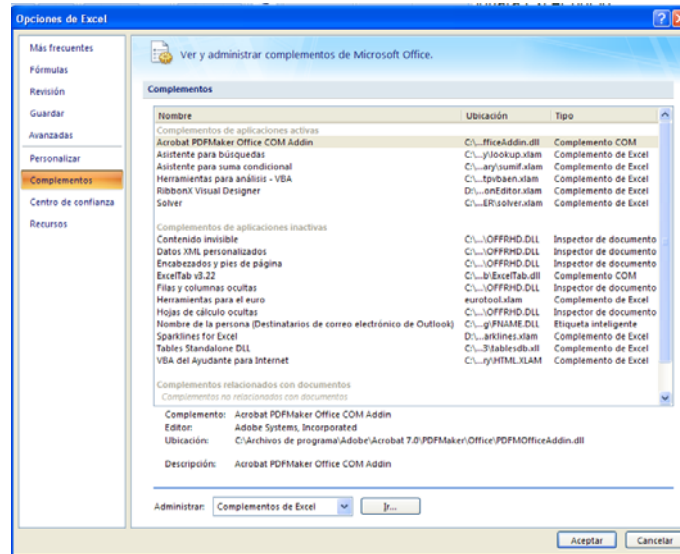 Opciones de Excel
Más frecuentes
Fórmulas
Revisión
Guardar
Avanzadas
Personalizar
Complementos
Centro de confianza
Recursos
Ver y administrar complementos de Microsoft Office.
Complementos
Nombre Ubicación Tipo
Complementos de aplicaciones activas
Acrobat PDFMaker Office COM Addin C:\...fficeAddin.dll Complemento COM
Asistente para búsquedas C:\...y\lookup.xlam Complemento de Excel
Asistente para suma condicional C:\...ary\sumif.xlam Complemento de Excel
Herramientas para análisis - VBA C:\...tpvbaen.xlam Complemento de Excel
RibbonX Visual Designer D:\...onEditor.xlam Complemento de Excel
Solver C:\...ER\solver.xlam Complemento de Excel
Complementos de aplicaciones inactivas
Contenido invisible C:\...\OFFRHD.DLL Inspector de documento
Datos XML personalizados C:\...\OFFRHD.DLL Inspector de documento
Encabezados y pies de página C:\...\OFFRHD.DLL Inspector de documento
ExcelTab v3.22 C:\...b\ExcelTab.dll Complemento COM
Filas y columnas ocultas C:\...\OFFRHD.DLL Inspector de documento
Herramientas para el euro eurotool.xlam Complemento de Excel
Hojas de cálculo ocultas C:\...\OFFRHD.DLL Inspector de documento
Nombre de la persona (Destinatarios de correo electrónico de Outlook) C:\...g\FNAME.DLL Etiqueta inteligente
Sparklines for Excel D:\...arklines.xlam Complemento de Excel
Tables Standalone DLL C:\...3\tablesdb.xll Complemento de Excel
VBA del Ayudante para Internet C:\...ry\HTML.XLAM Complemento de Excel
Complementos relacionados con documentos
Complementos no relacionados con documentos
Complemento: Acrobat PDFMaker Office COM Addin
Editor: Adobe Systems, Incorporated
Ubicación: C:\Archivos de programa\Adobe\Acrobat 7.0\PDFMaker\Office\PDFMOfficeAddin.dll
Descripción: Acrobat PDFMaker Office COM Addin
Administrar: Complementos de Excel Ir...
Aceptar Cancelar